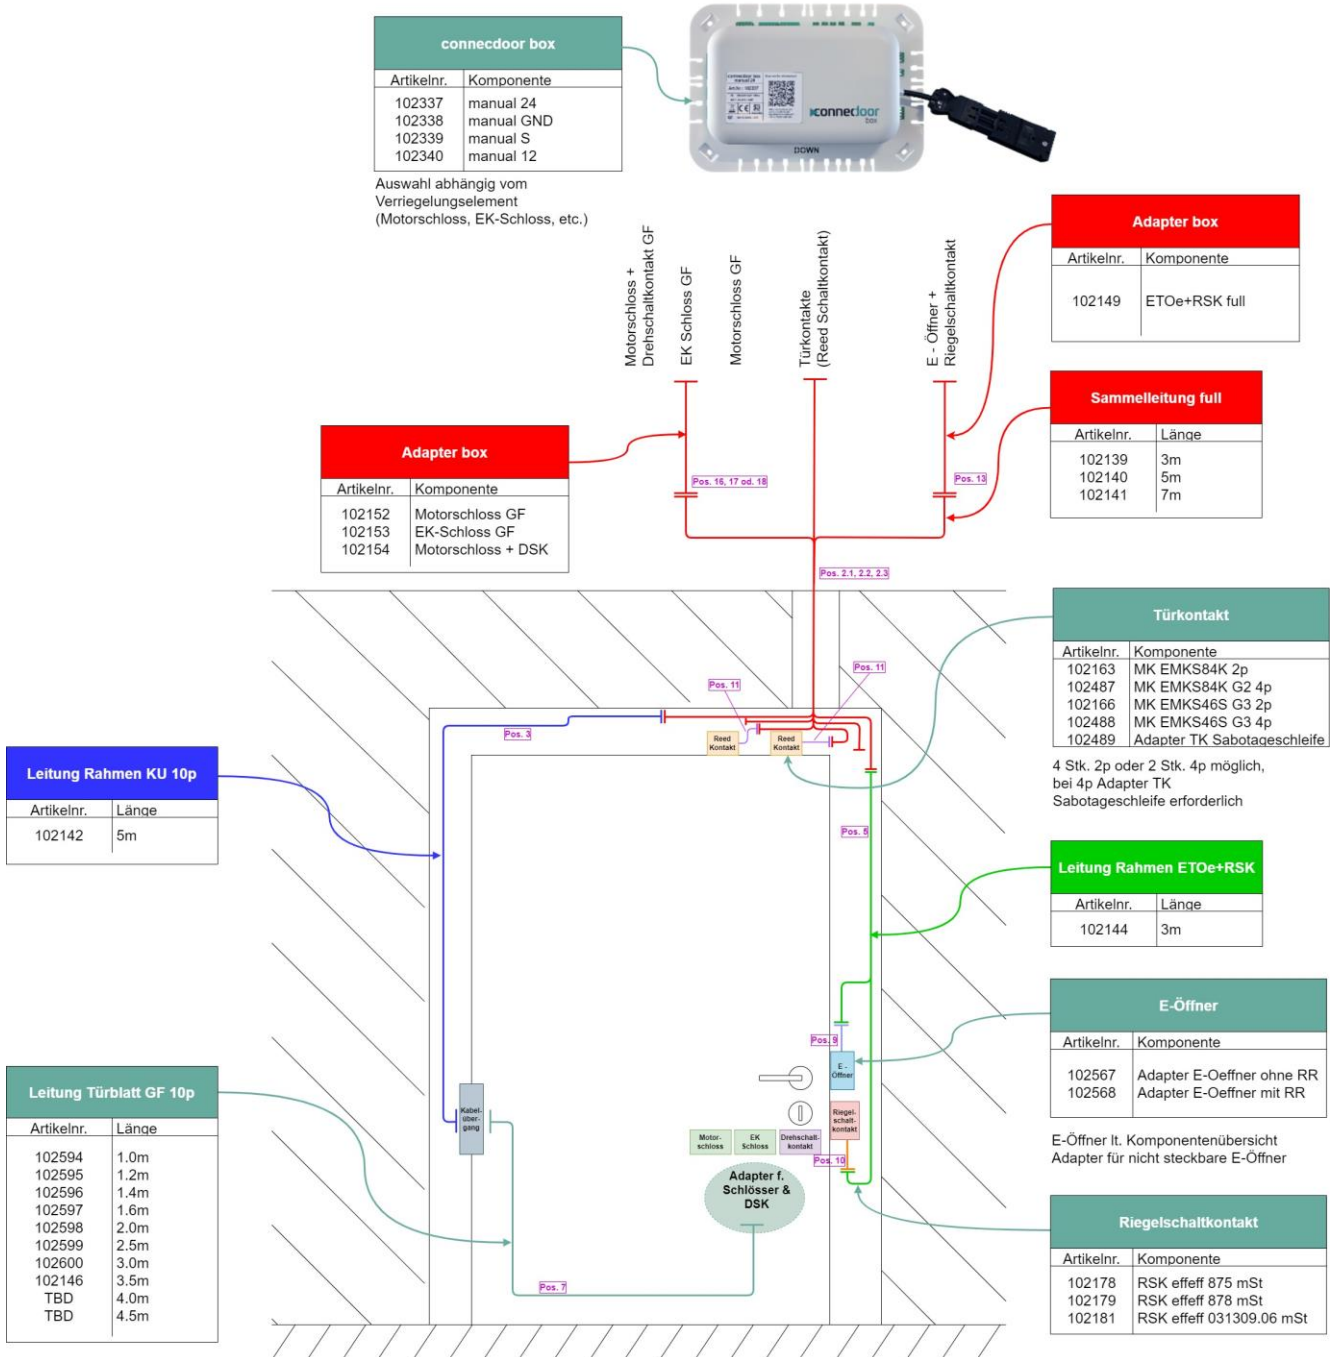 connecdoor box
Artikelnr. Komponente
102337 manual 24
102338 manual GND
102339 manual S
102340 manual 12
Auswahl abhängig vom
Verriegelungselement
(Motorschloss, EK-Schloss, etc.)
connecdoor box
manual 24
connecdoor
box
DOWN
Adapter box
Artikelnr. Komponente
102149 ETOe+RSK full
Motorschloss +
Drehschaltkontakt GF
EK Schloss GF
Motorschloss GF
Türkontakte
(Reed Schaltkontakt)
E - Öffner +
Riegelschaltkontakt
Sammelleitung full
Artikelnr. Länge
102139 3m
102140 5m
102141 7m
Adapter box
Artikelnr. Komponente
102152 Motorschloss GF
102153 EK-Schloss GF
102154 Motorschloss + DSK
Pos. 16, 17 od. 18
Pos. 13
Pos. 2.1, 2.2, 2.3
Türkontakt
Artikelnr. Komponente
102163 MK EMKS84K 2p
102487 MK EMKS84K G2 4p
102166 MK EMKS46S G3 2p
102488 MK EMKS46S G3 4p
102489 Adapter TK Sabotageschleife
4 Stk. 2p oder 2 Stk. 4p möglich,
bei 4p Adapter TK
Sabotageschleife erforderlich
Pos. 11
Pos. 11
Pos. 3
Reed
Kontakt
Reed
Kontakt
Leitung Rahmen KU 10p
Artikelnr. Länge
102142 5m
Pos. 5
Leitung Rahmen ETOe+RSK
Artikelnr. Länge
102144 3m
E-Öffner
Artikelnr. Komponente
102567 Adapter E-Oeffner ohne RR
102568 Adapter E-Oeffner mit RR
E-Öffner lt. Komponentenübersicht
Adapter für nicht steckbare E-Öffner
Pos. 9
E -
Öffner
Leitung Türblatt GF 10p
Artikelnr. Länge
102594 1.0m
102595 1.2m
102596 1.4m
102597 1.6m
102598 2.0m
102599 2.5m
102600 3.0m
102146 3.5m
TBD 4.0m
TBD 4.5m
Kabel-
über-
gang
Riegel-
schalt-
kontakt
Motor-
schloss
EK
Schloss
Drehschalt-
kontakt
Pos. 10
Adapter f.
Schlösser &
DSK
Pos. 7
Riegelschaltkontakt
Artikelnr. Komponente
102178 RSK effeff 875 mSt
102179 RSK effeff 878 mSt
102181 RSK effeff 031309.06 mSt